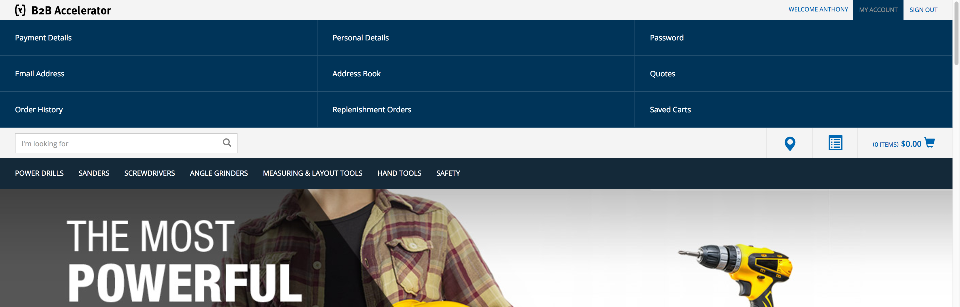 B2B Accelerator
WELCOME ANTHONY MY ACCOUNT SIGN OUT
Payment Details Personal Details Password
Email Address Address Book Quotes
Order History Replenishment Orders Saved Carts
I'm looking for
(0 ITEMS) $0.00
POWER DRILLS SANDERS SCREWDRIVERS ANGLE GRINDERS MEASURING & LAYOUT TOOLS HAND TOOLS SAFETY
THE MOST
POWERFUL